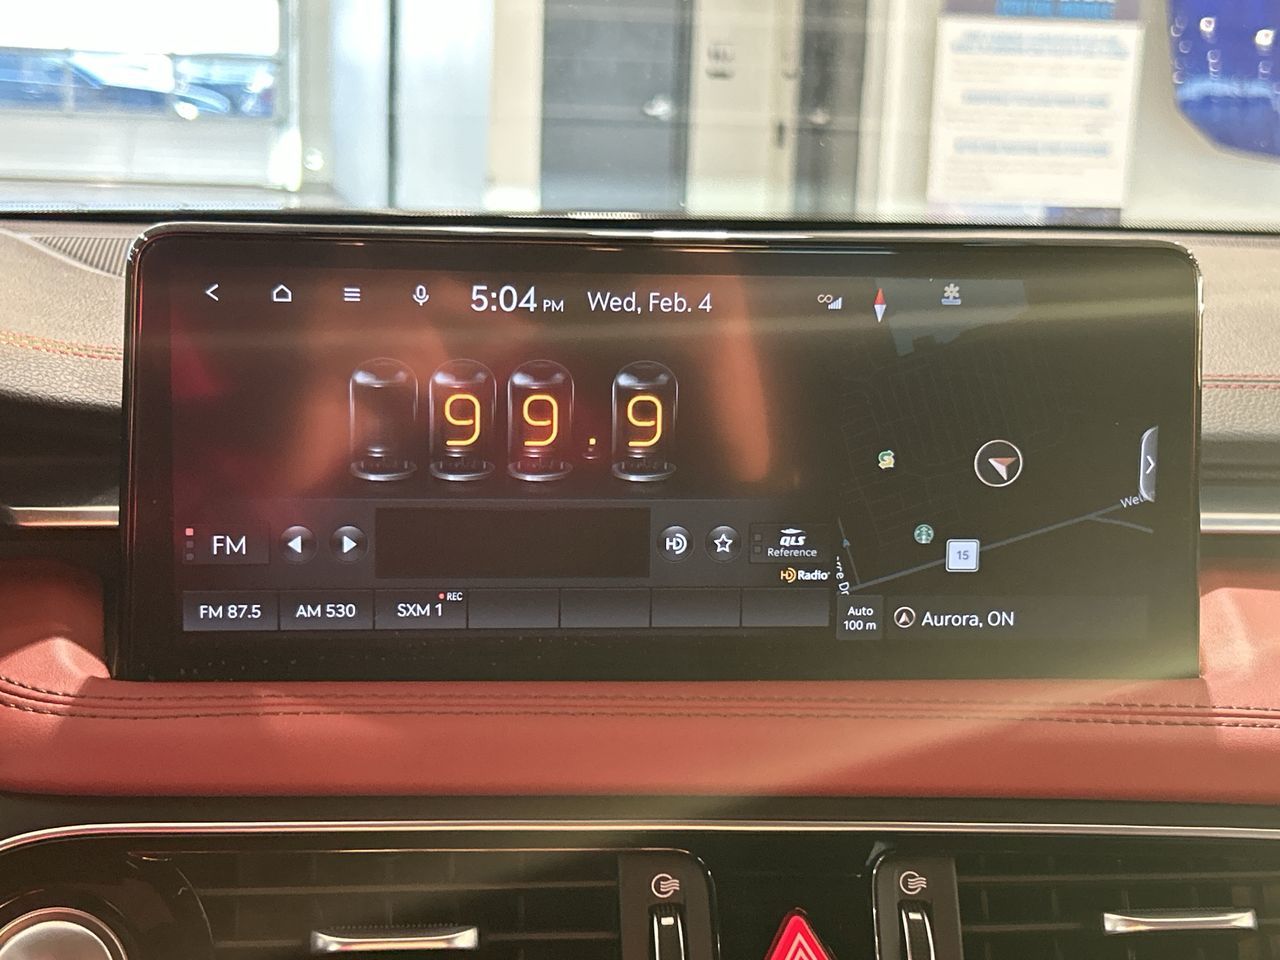 5:04 PM Wed, Feb. 4
99.9
FM
HD
QLS
Reference
HD Radio
FM 87.5
AM 530
SXM 1
REC
15
Auto
100 m
Aurora, ON